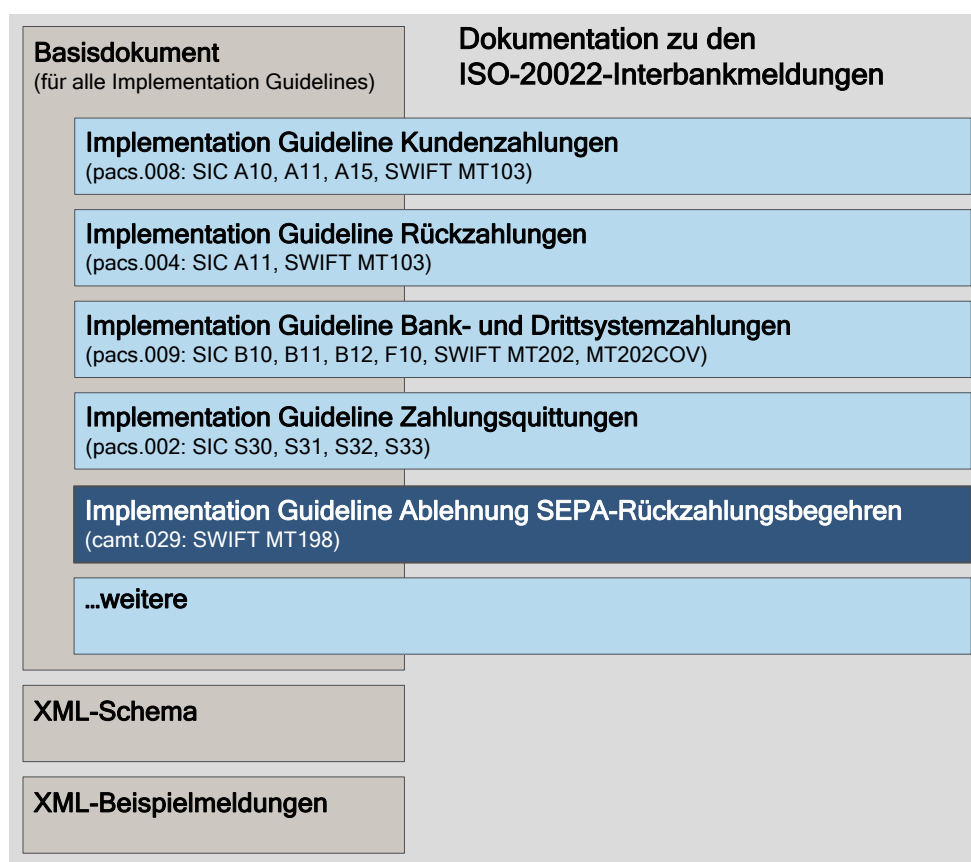 Basisdokument
(für alle Implementation Guidelines)
Dokumentation zu den
ISO-20022-Interbankmeldungen
Implementation Guideline Kundenzahlungen
(pacs.008: SIC A10, A11, A15, SWIFT MT103)
Implementation Guideline Rückzahlungen
(pacs.004: SIC A11, SWIFT MT103)
Implementation Guideline Bank- und Drittsystemzahlungen
(pacs.009: SIC B10, B11, B12, F10, SWIFT MT202, MT202COV)
Implementation Guideline Zahlungsquittungen
(pacs.002: SIC S30, S31, S32, S33)
Implementation Guideline Ablehnung SEPA-Rückzahlungsbegehren
(camt.029: SWIFT MT198)
...weitere
XML-Schema
XML-Beispielmeldungen